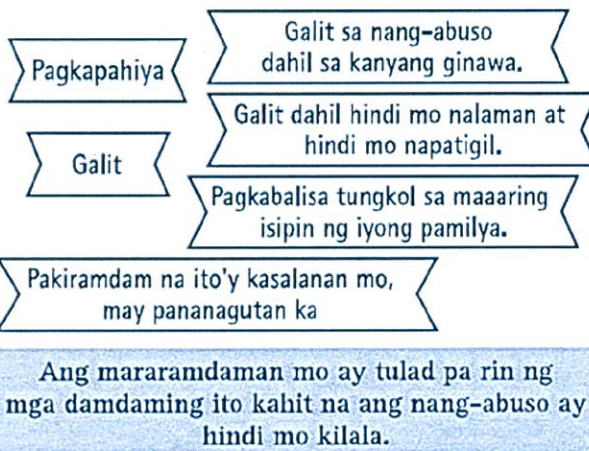 Pagkapahiya
Galit sa nang-abuso
dahil sa kanyang ginawa.
Galit dahil hindi mo nalaman at
hindi mo napatigil.
Galit
Pagkabalisa tungkol sa maaaring
isipin ng iyong pamilya.
Pakiramdam na ito'y kasalanan mo,
may pananagutan ka
Ang mararamdaman mo ay tulad pa rin ng
mga damdaming ito kahit na ang nang-abuso ay
hindi mo kilala.